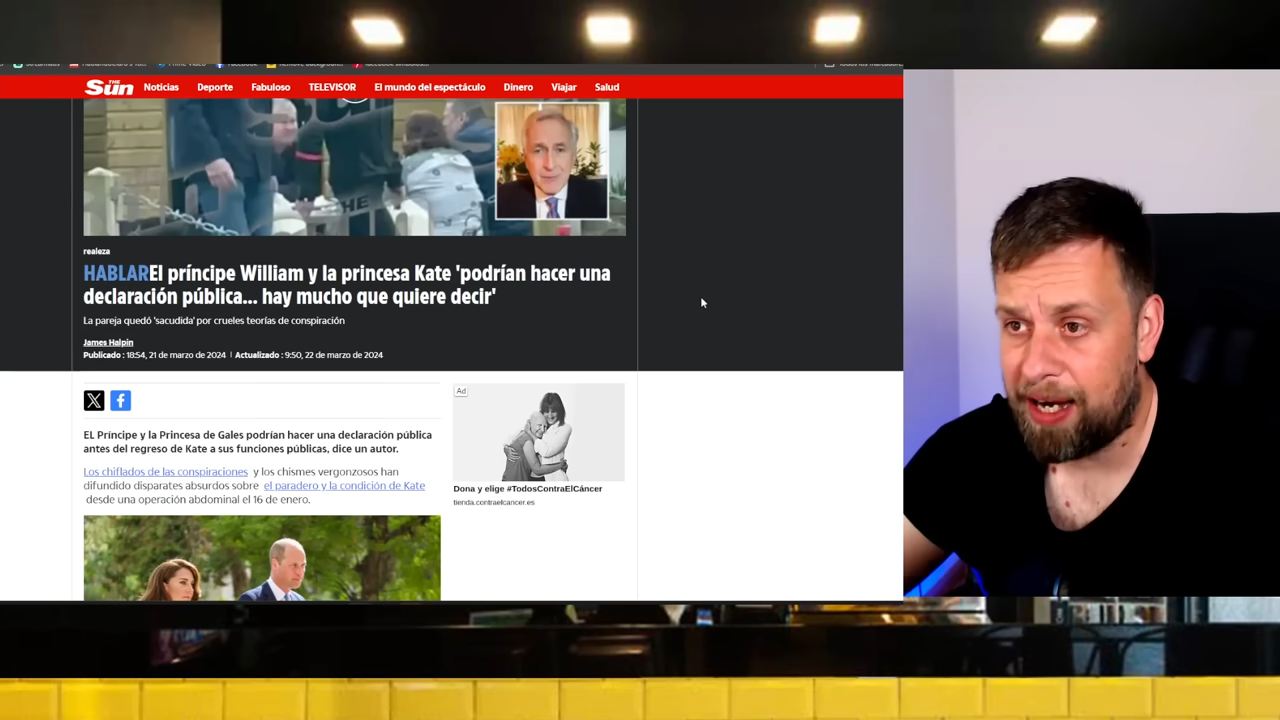 THE Sun Noticias Deporte Fabuloso TELEVISOR El mundo del espectáculo Dinero Viajar Salud
THE
realeza
HABLAREl príncipe William y la princesa Kate 'podrían hacer una
declaración pública... hay mucho que quiere decir'
La pareja quedó 'sacudida' por crueles teorías de conspiración
James Halpin
Publicado : 18:54, 21 de marzo de 2024 | Actualizado : 9:50, 22 de marzo de 2024
Ad
EL Príncipe y la Princesa de Gales podrían hacer una declaración pública
antes del regreso de Kate a sus funciones públicas, dice un autor.
Los chiflados de las conspiraciones y los chismes vergonzosos han
difundido disparates absurdos sobre el paradero y la condición de Kate
desde una operación abdominal el 16 de enero.
Dona y elige #TodosContraElCáncer
tienda.contraelcancer.es